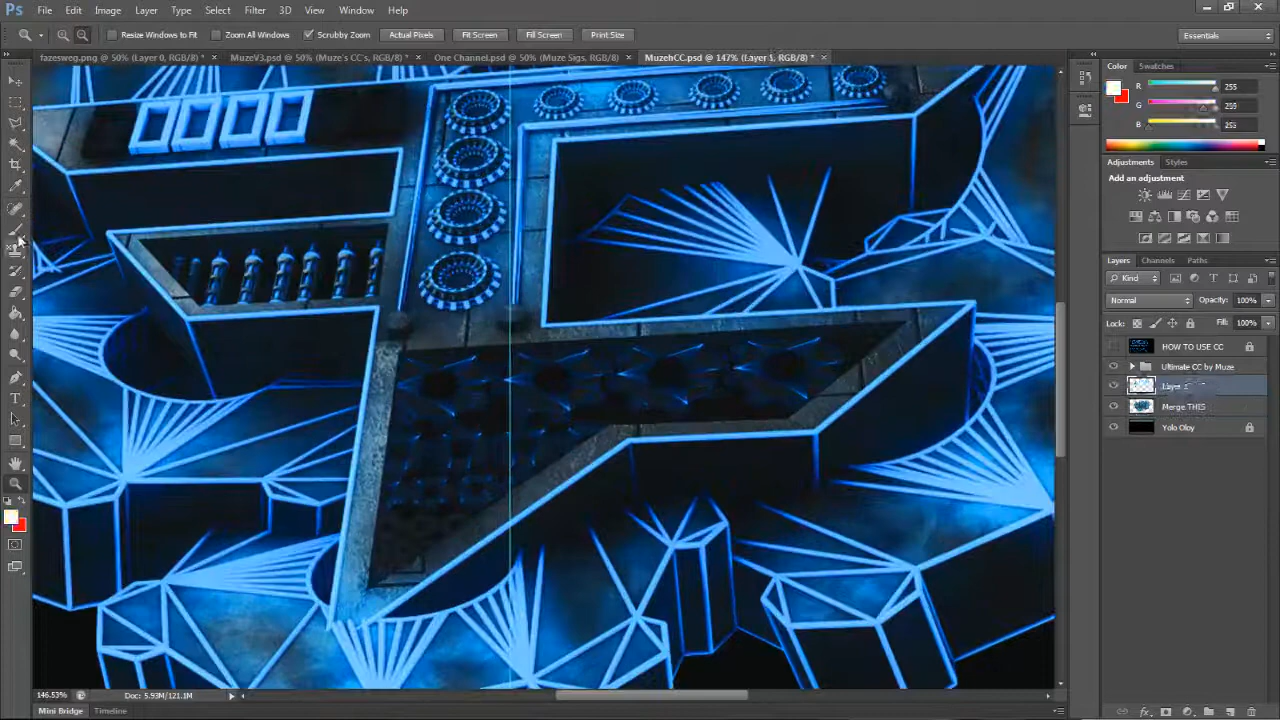 Ps File Edit Image Layer Type Select Filter 3D View Window Help
Resize Windows to Fit Zoom All Windows Scrubby Zoom Actual Pixels Fit Screen Fill Screen Print Size Essentials
fazesweg.png @ 50% (Layer 0, RGB/8) * × MuzeV3.psd @ 50% (Muze's CC's, RGB/8) * × One Channel.psd @ 50% (Muze Sigs, RGB/8) × MuzehCC.psd @ 147% (Layer 1, RGB/8) * ×
Color Swatches
R 255
G 255
B 255
Adjustments Styles
Add an adjustment
Layers Channels Paths
Kind
Normal Opacity: 100%
Lock: Fill: 100%
HOW TO USE CC
Ultimate CC by Muze
Layer 1
Merge THIS
Yolo Oloy
146.53% Doc: 5.93M/121.1M
Mini Bridge Timeline